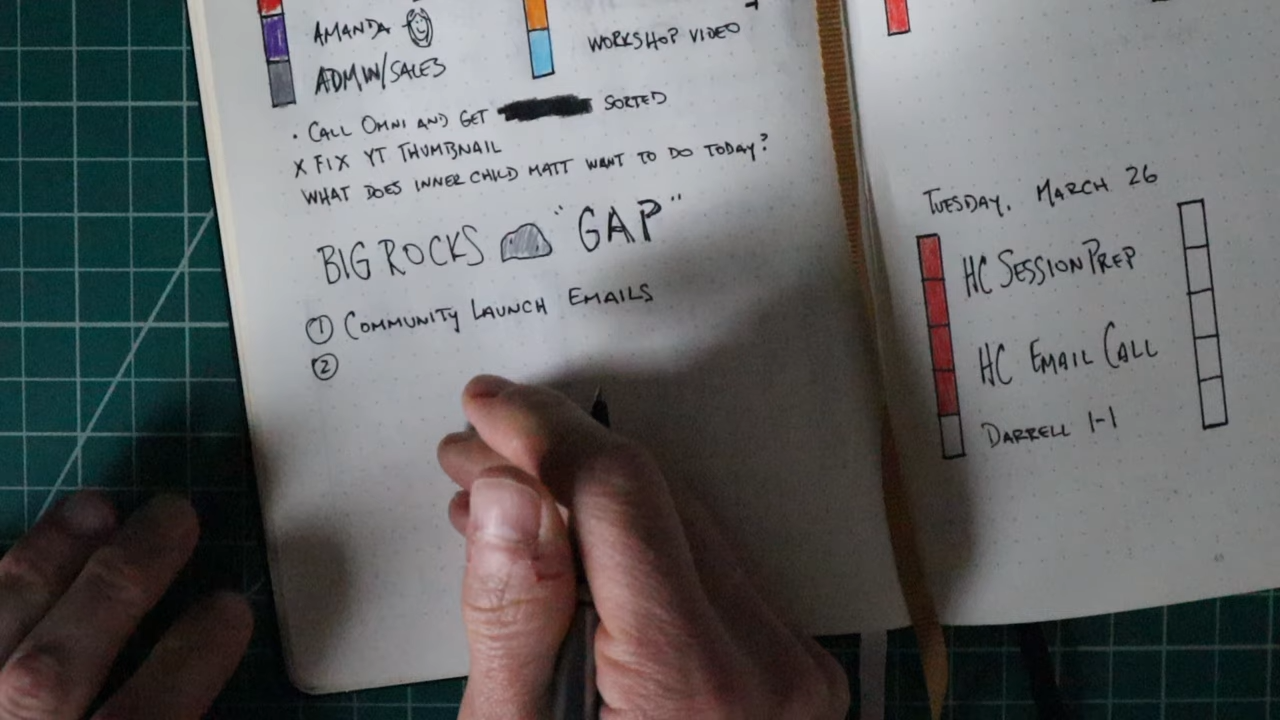 AMANDA
ADMIN/SALES
WORKSHOP VIDEO
· CALL OMNI AND GET SORTED
X FIX YT THUMBNAIL
WHAT DOES INNER CHILD MATT WANT TO DO TODAY?
BIG ROCKS "GAP"
① COMMUNITY LAUNCH EMAILS
②
TUESDAY, MARCH 26
HC SESSION PREP
HC EMAIL CALL
DARRELL 1-1